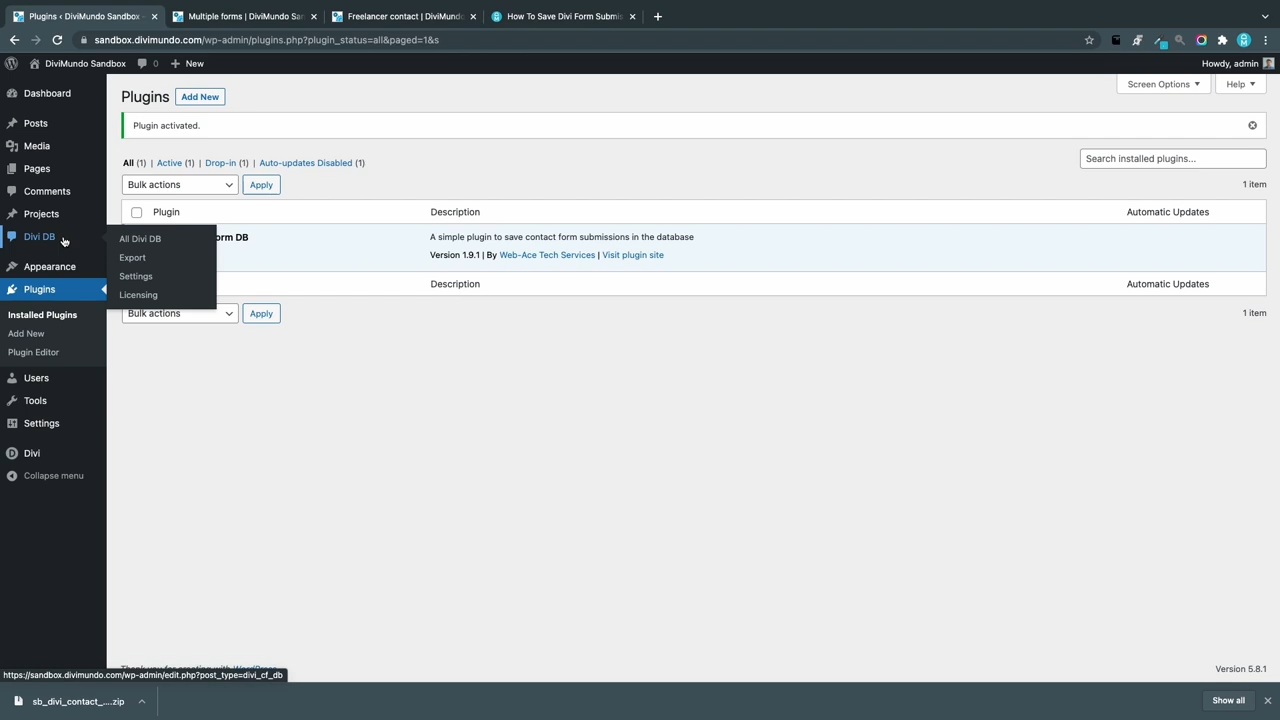 Plugins ‹ DiviMundo Sandbox
Multiple forms | DiviMundo San
Freelancer contact | DiviMundo
How To Save Divi Form Submis
sandbox.divimundo.com/wp-admin/plugins.php?plugin_status=all&paged=1&s
DiviMundo Sandbox
0
New
Howdy, admin
Dashboard
Posts
Media
Pages
Comments
Projects
Divi DB
All Divi DB
Export
Settings
Licensing
Appearance
Plugins
Installed Plugins
Add New
Plugin Editor
Users
Tools
Settings
Divi
Collapse menu
Screen Options
Help
Plugins
Add New
Plugin activated.
All (1) | Active (1) | Drop-in (1) | Auto-updates Disabled (1)
Search installed plugins...
Bulk actions
Apply
1 item
Plugin
Description
Automatic Updates
orm DB
A simple plugin to save contact form submissions in the database
Version 1.9.1 | By Web-Ace Tech Services | Visit plugin site
Description
Automatic Updates
Bulk actions
Apply
1 item
Thank you for creating with WordPress.
Version 5.8.1
https://sandbox.divimundo.com/wp-admin/edit.php?post_type=divi_cf_db
sb_divi_contact_....zip
Show all